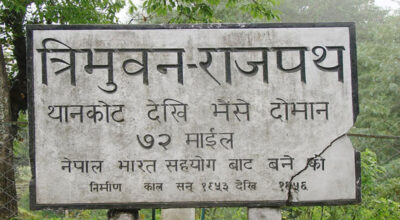 त्रिभुवन-राजपथ
थानकोट देखि भैसे दोभान
७२ माईल
नेपाल भारत सहयोग बाट बने को
निर्माण काल सन् १९५३ देखि १९५६